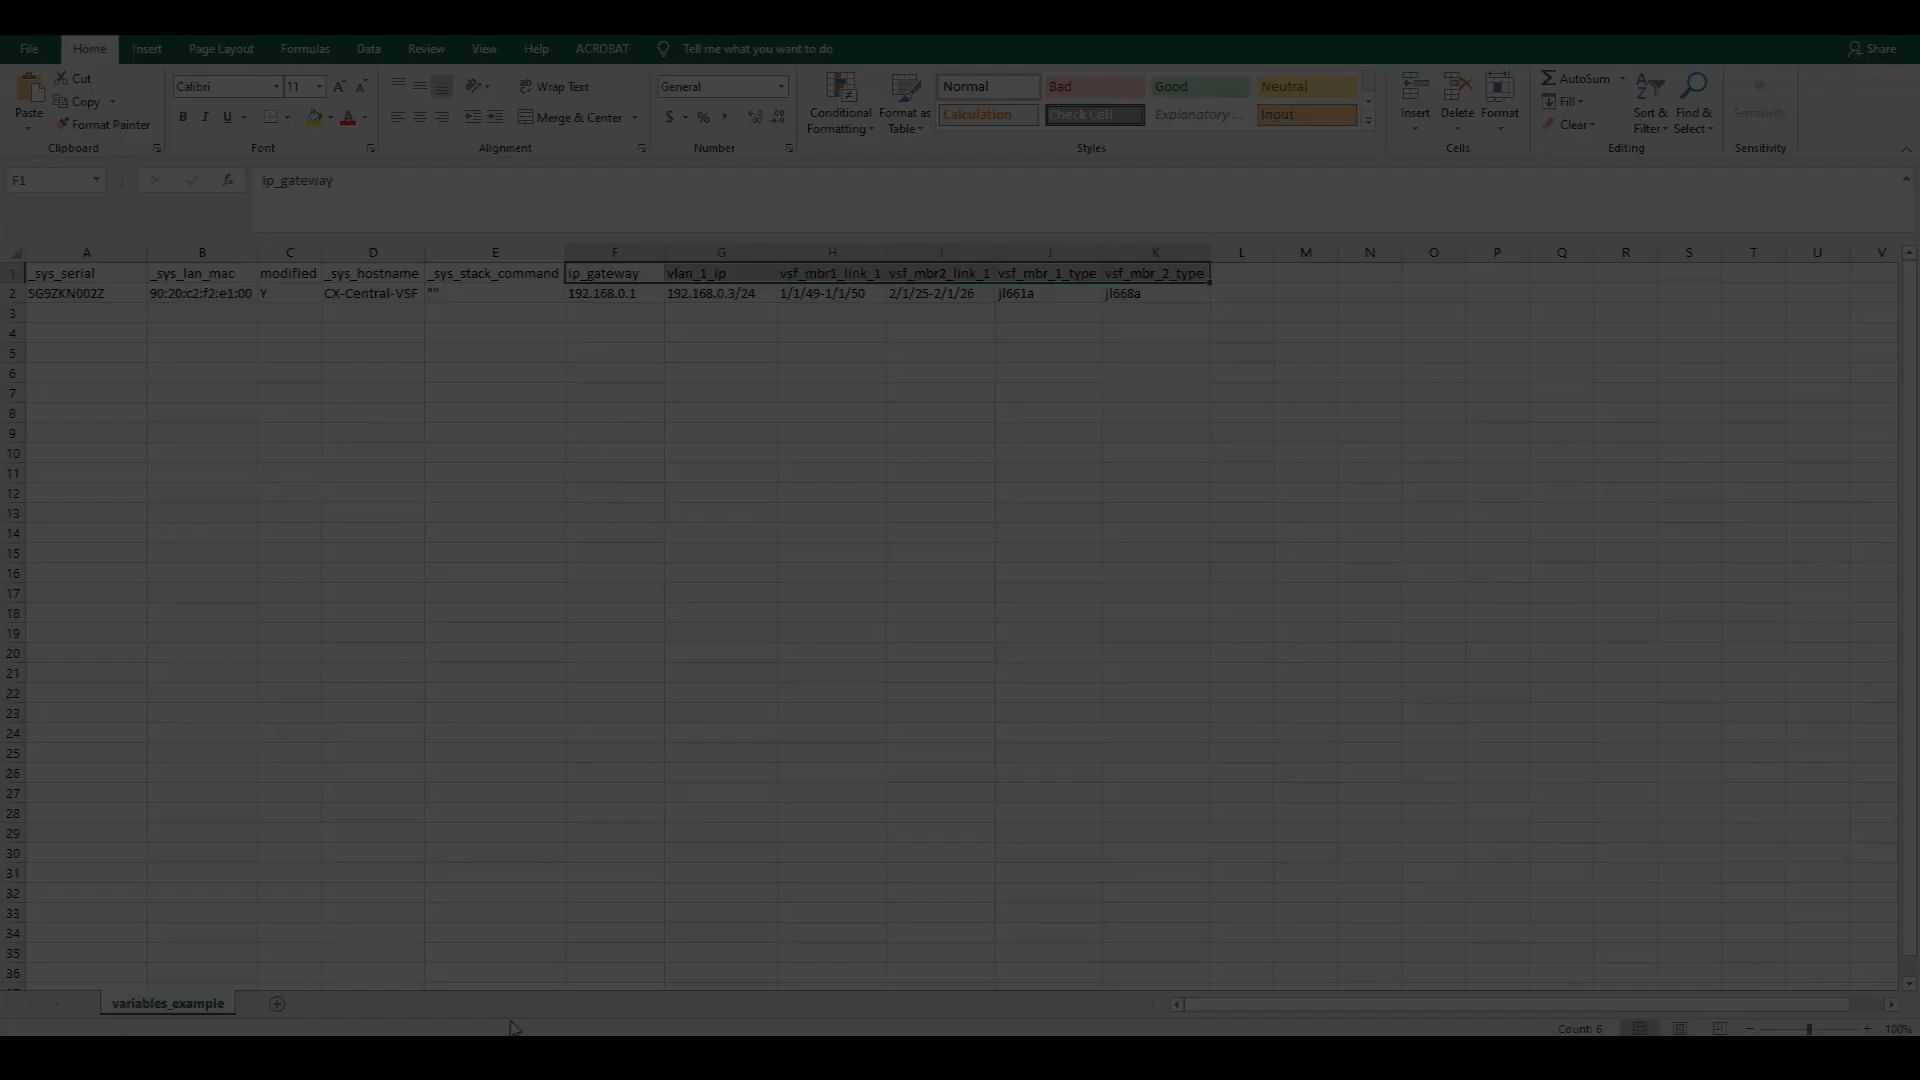 File Home Insert Page Layout Formulas Data Review View Help ACROBAT Tell me what you want to do Share
Paste Cut Copy Format Painter Clipboard
Calibri 11 A A B I U A Font
Wrap Text Merge & Center Alignment
General $ % , Number
Conditional Formatting Format as Table
Normal Bad Good Neutral
Calculation Check Cell Explanatory ... Input
Styles
Insert Delete Format Cells
AutoSum Fill Clear Sort & Filter Find & Select Editing
Sensitivity Sensitivity
F1 fx ip_gateway
A B C D E F G H I J K L M N O P Q R S T U V
1 _sys_serial _sys_lan_mac modified _sys_hostname _sys_stack_command ip_gateway vlan_1_ip vsf_mbr1_link_1 vsf_mbr2_link_1 vsf_mbr_1_type vsf_mbr_2_type
2 SG9ZKN002Z 90:20:c2:f2:e1:00 Y CX-Central-VSF "" 192.168.0.1 192.168.0.3/24 1/1/49-1/1/50 2/1/25-2/1/26 jl661a jl668a
3
4
5
6
7
8
9
10
11
12
13
14
15
16
17
18
19
20
21
22
23
24
25
26
27
28
29
30
31
32
33
34
35
36
variables_example
Count: 6 100%